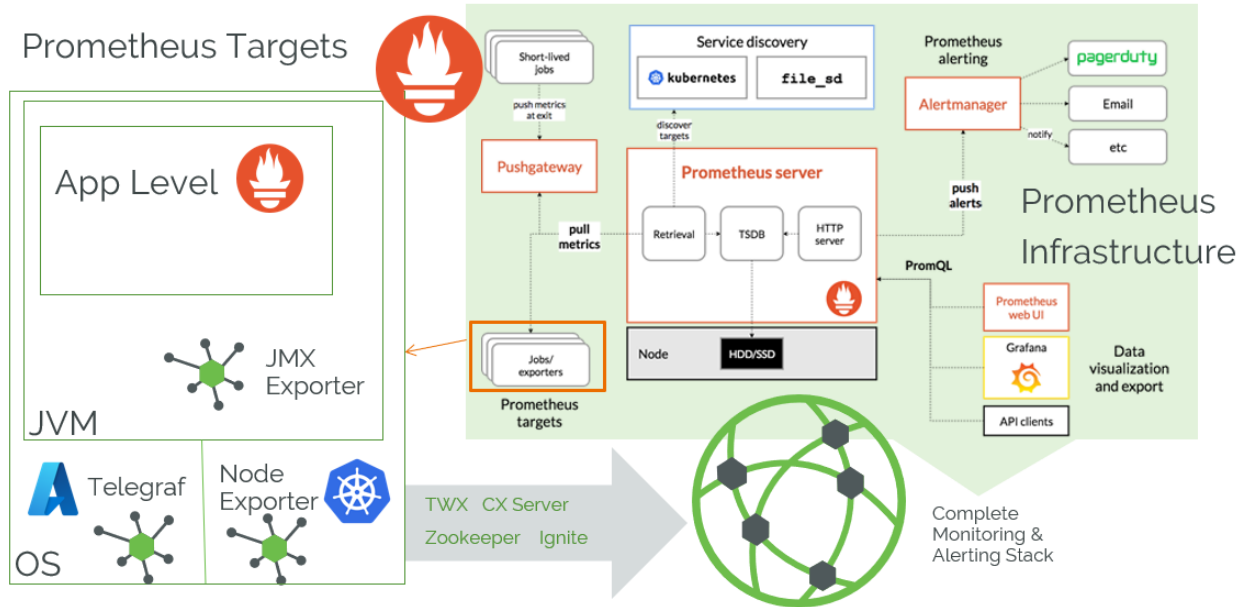 Prometheus Targets
App Level
JMX
Exporter
JVM
Telegraf
Node
Exporter
OS
Short-lived
jobs
push metrics
at exit
Pushgateway
pull
metrics
Jobs/
exporters
Prometheus
targets
Service discovery
kubernetes
file_sd
discover
targets
Prometheus server
Retrieval
TSDB
HTTP
server
Node
HDD/SSD
Prometheus
alerting
Alertmanager
pagerduty
Email
notify
etc
push
alerts
Prometheus
Infrastructure
PromQL
Prometheus
web UI
Grafana
API clients
Data
visualization
and export
TWX CX Server
Zookeeper Ignite
Complete
Monitoring &
Alerting Stack